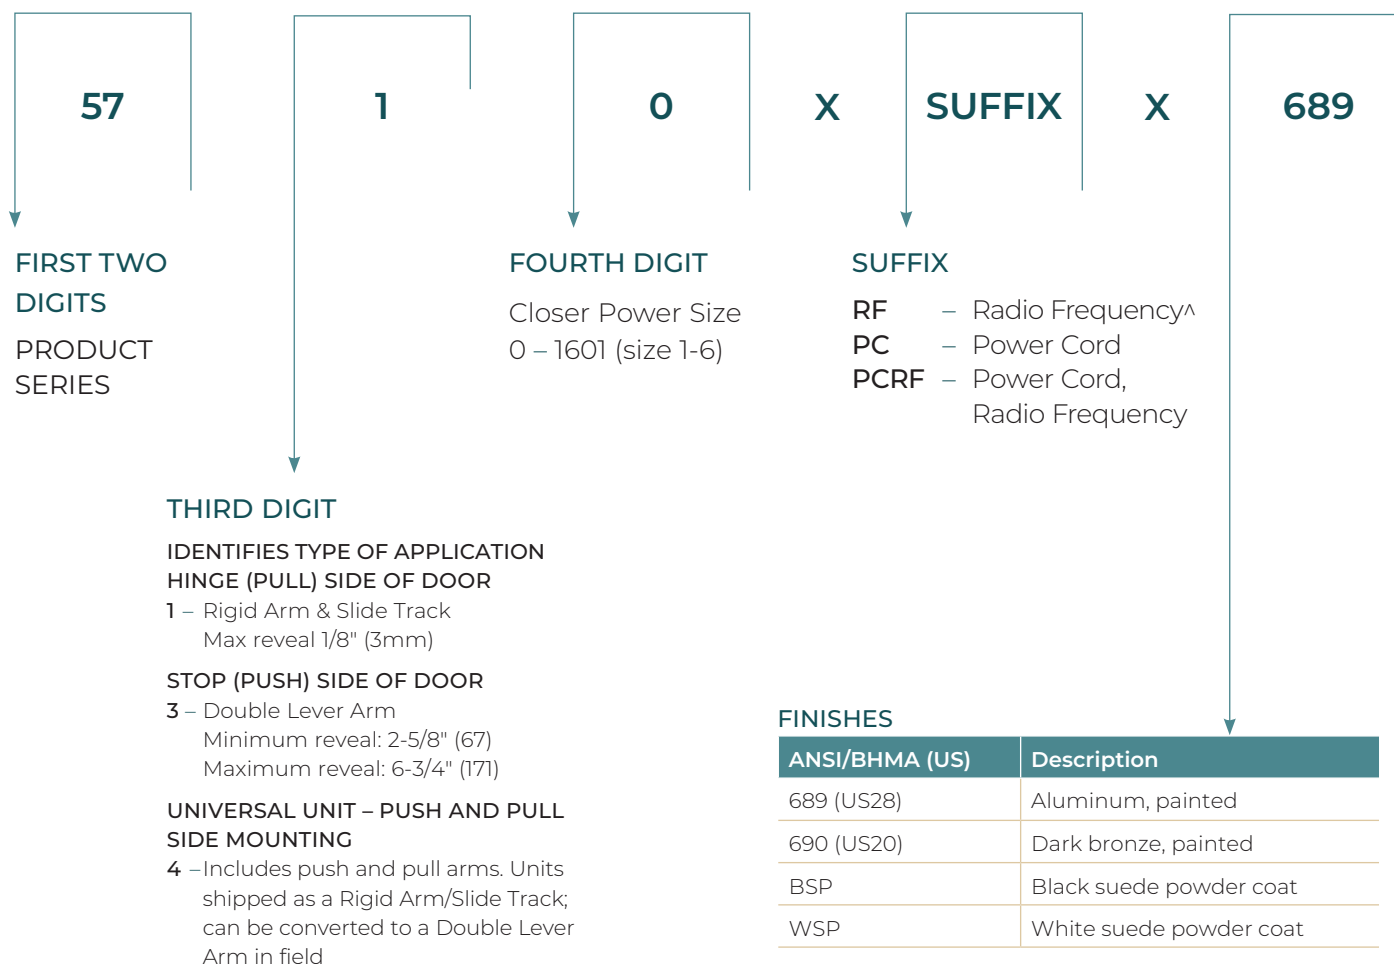 57 1 0 X SUFFIX X 689
FIRST TWO
DIGITS
PRODUCT
SERIES
FOURTH DIGIT
Closer Power Size
0 – 1601 (size 1-6)
SUFFIX
RF – Radio Frequency^
PC – Power Cord
PCRF – Power Cord,
Radio Frequency
THIRD DIGIT
IDENTIFIES TYPE OF APPLICATION
HINGE (PULL) SIDE OF DOOR
1 – Rigid Arm & Slide Track
Max reveal 1/8" (3mm)
STOP (PUSH) SIDE OF DOOR
3 – Double Lever Arm
Minimum reveal: 2-5/8" (67)
Maximum reveal: 6-3/4" (171)
UNIVERSAL UNIT – PUSH AND PULL
SIDE MOUNTING
4 – Includes push and pull arms. Units
shipped as a Rigid Arm/Slide Track;
can be converted to a Double Lever
Arm in field
FINISHES
ANSI/BHMA (US) Description
689 (US28) Aluminum, painted
690 (US20) Dark bronze, painted
BSP Black suede powder coat
WSP White suede powder coat